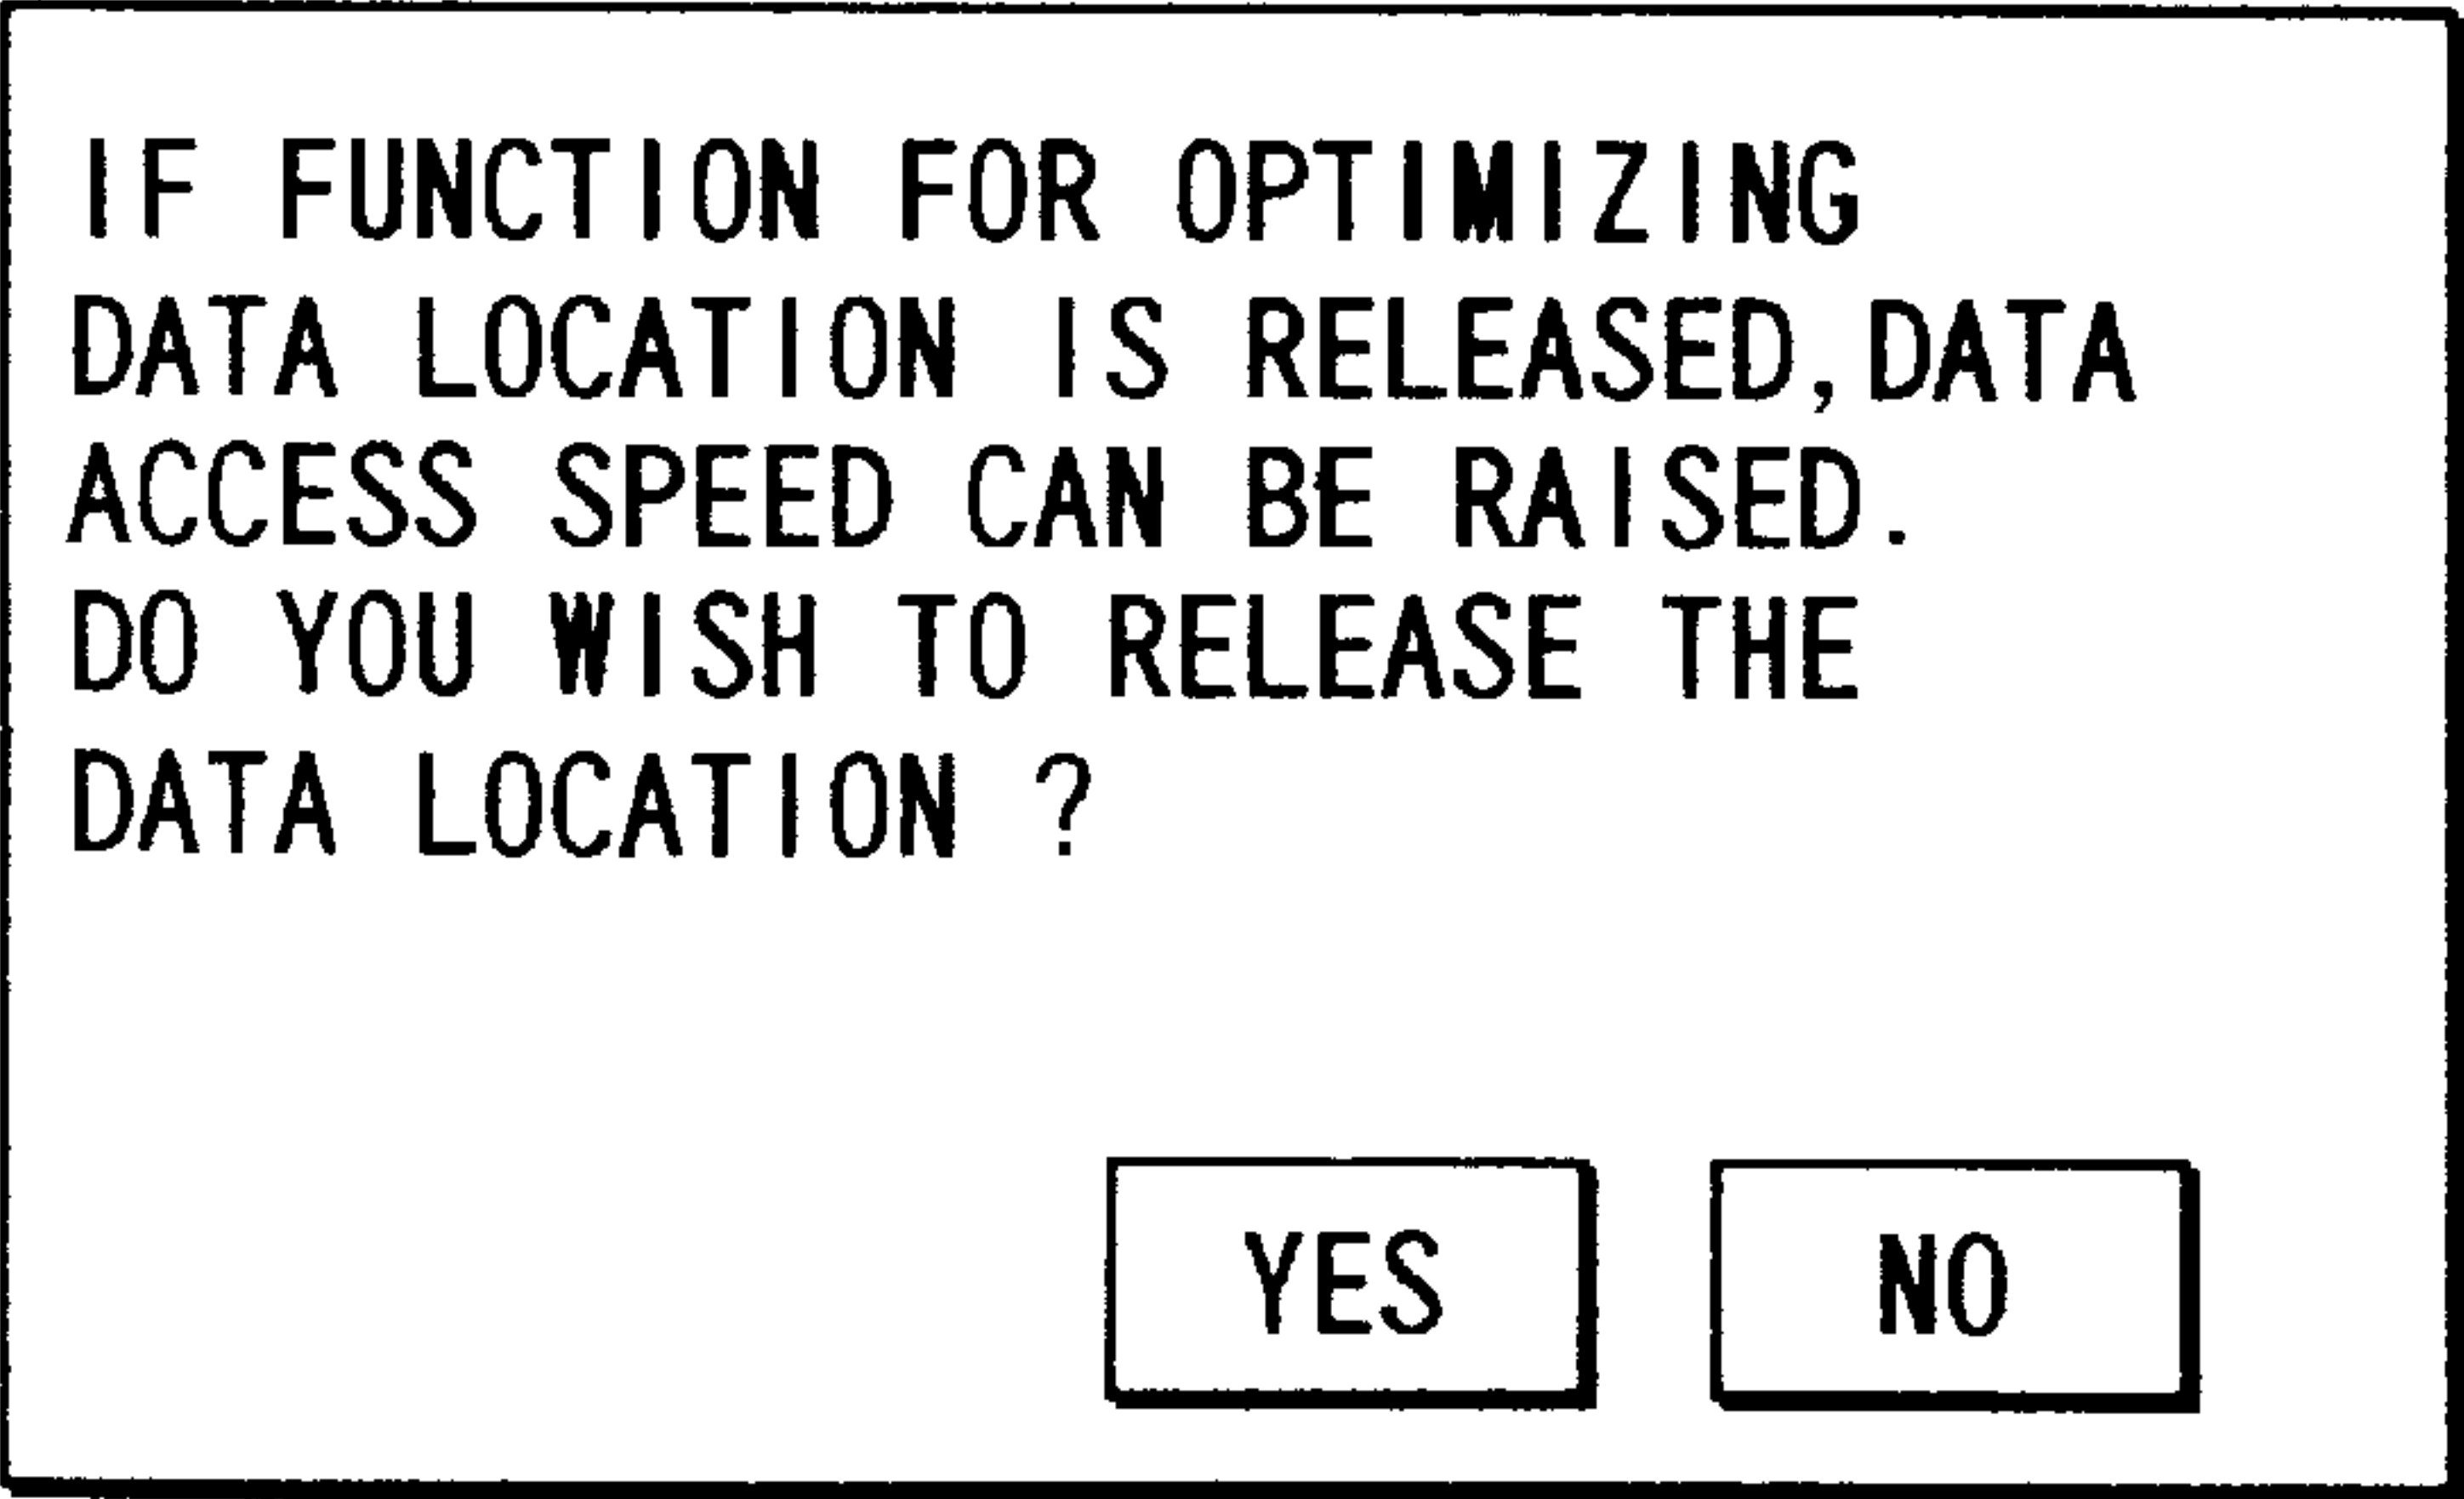 IF FUNCTION FOR OPTIMIZING
DATA LOCATION IS RELEASED,DATA
ACCESS SPEED CAN BE RAISED.
DO YOU WISH TO RELEASE THE
DATA LOCATION ?
YES NO